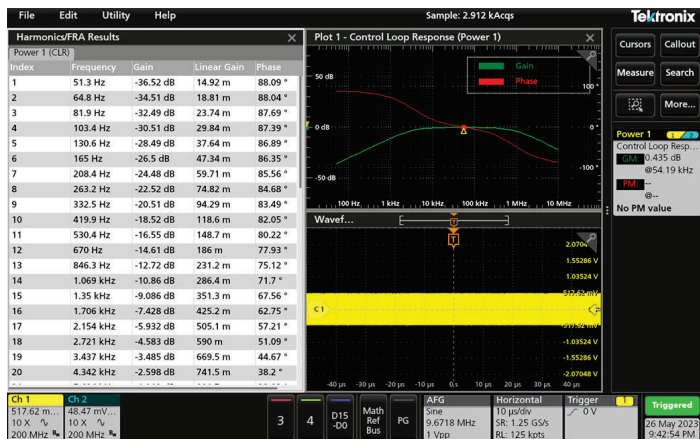 File Edit Utility Help Sample: 2.912 kAcqs Tektronix
Harmonics/FRA Results
Power 1 (CLR)
Index Frequency Gain Linear Gain Phase
1 51.3 Hz -36.52 dB 14.92 m 88.09 °
2 64.8 Hz -34.51 dB 18.81 m 88.04 °
3 81.9 Hz -32.49 dB 23.74 m 87.69 °
4 103.4 Hz -30.51 dB 29.84 m 87.39 °
5 130.6 Hz -28.49 dB 37.64 m 86.89 °
6 165 Hz -26.5 dB 47.34 m 86.35 °
7 208.4 Hz -24.48 dB 59.71 m 85.56 °
8 263.2 Hz -22.52 dB 74.82 m 84.68 °
9 332.5 Hz -20.51 dB 94.29 m 83.49 °
10 419.9 Hz -18.52 dB 118.6 m 82.05 °
11 530.4 Hz -16.55 dB 148.7 m 80.22 °
12 670 Hz -14.61 dB 186 m 77.93 °
13 846.3 Hz -12.72 dB 231.2 m 75.12 °
14 1.069 kHz -10.86 dB 286.4 m 71.7 °
15 1.35 kHz -9.086 dB 351.3 m 67.56 °
16 1.706 kHz -7.428 dB 425.2 m 62.75 °
17 2.154 kHz -5.932 dB 505.1 m 57.21 °
18 2.721 kHz -4.583 dB 590 m 51.09 °
19 3.437 kHz -3.485 dB 669.5 m 44.67 °
20 4.342 kHz -2.598 dB 741.5 m 38.2 °
Plot 1 - Control Loop Response (Power 1)
Gain
Phase
50 dB
100 °
0 dB
0°
-50 dB
-100 °
100 Hz 1 kHz 10 kHz 100 kHz 1 MHz 10 MHz
Wavef...
T
T
2.0704
1.55286 V
1.03524 V
517.62 mV
C1
-517.62 mV
-1.03524 V
-1.55286 V
-2.07048 V
-40 µs -30 µs -20 µs -10 µs 0 s 10 µs 20 µs 30 µs 40 µs
Cursors Callout
Measure Search
More...
Power 1 1 2
Control Loop Resp...
GM: 0.435 dB
@54.19 kHz
PM: --
@--
No PM value
Ch 1
517.62 m...
10 X
200 MHz
Ch 2
48.47 mV...
10 X
200 MHz
3
4
D15
-D0
Math
Ref
Bus
PG
AFG
Sine
9.6718 MHz
1 Vpp
Horizontal
10 µs/div
SR: 1.25 GS/s
RL: 125 kpts
Trigger 1
0 V
Triggered
26 May 2023
9:42:54 PM